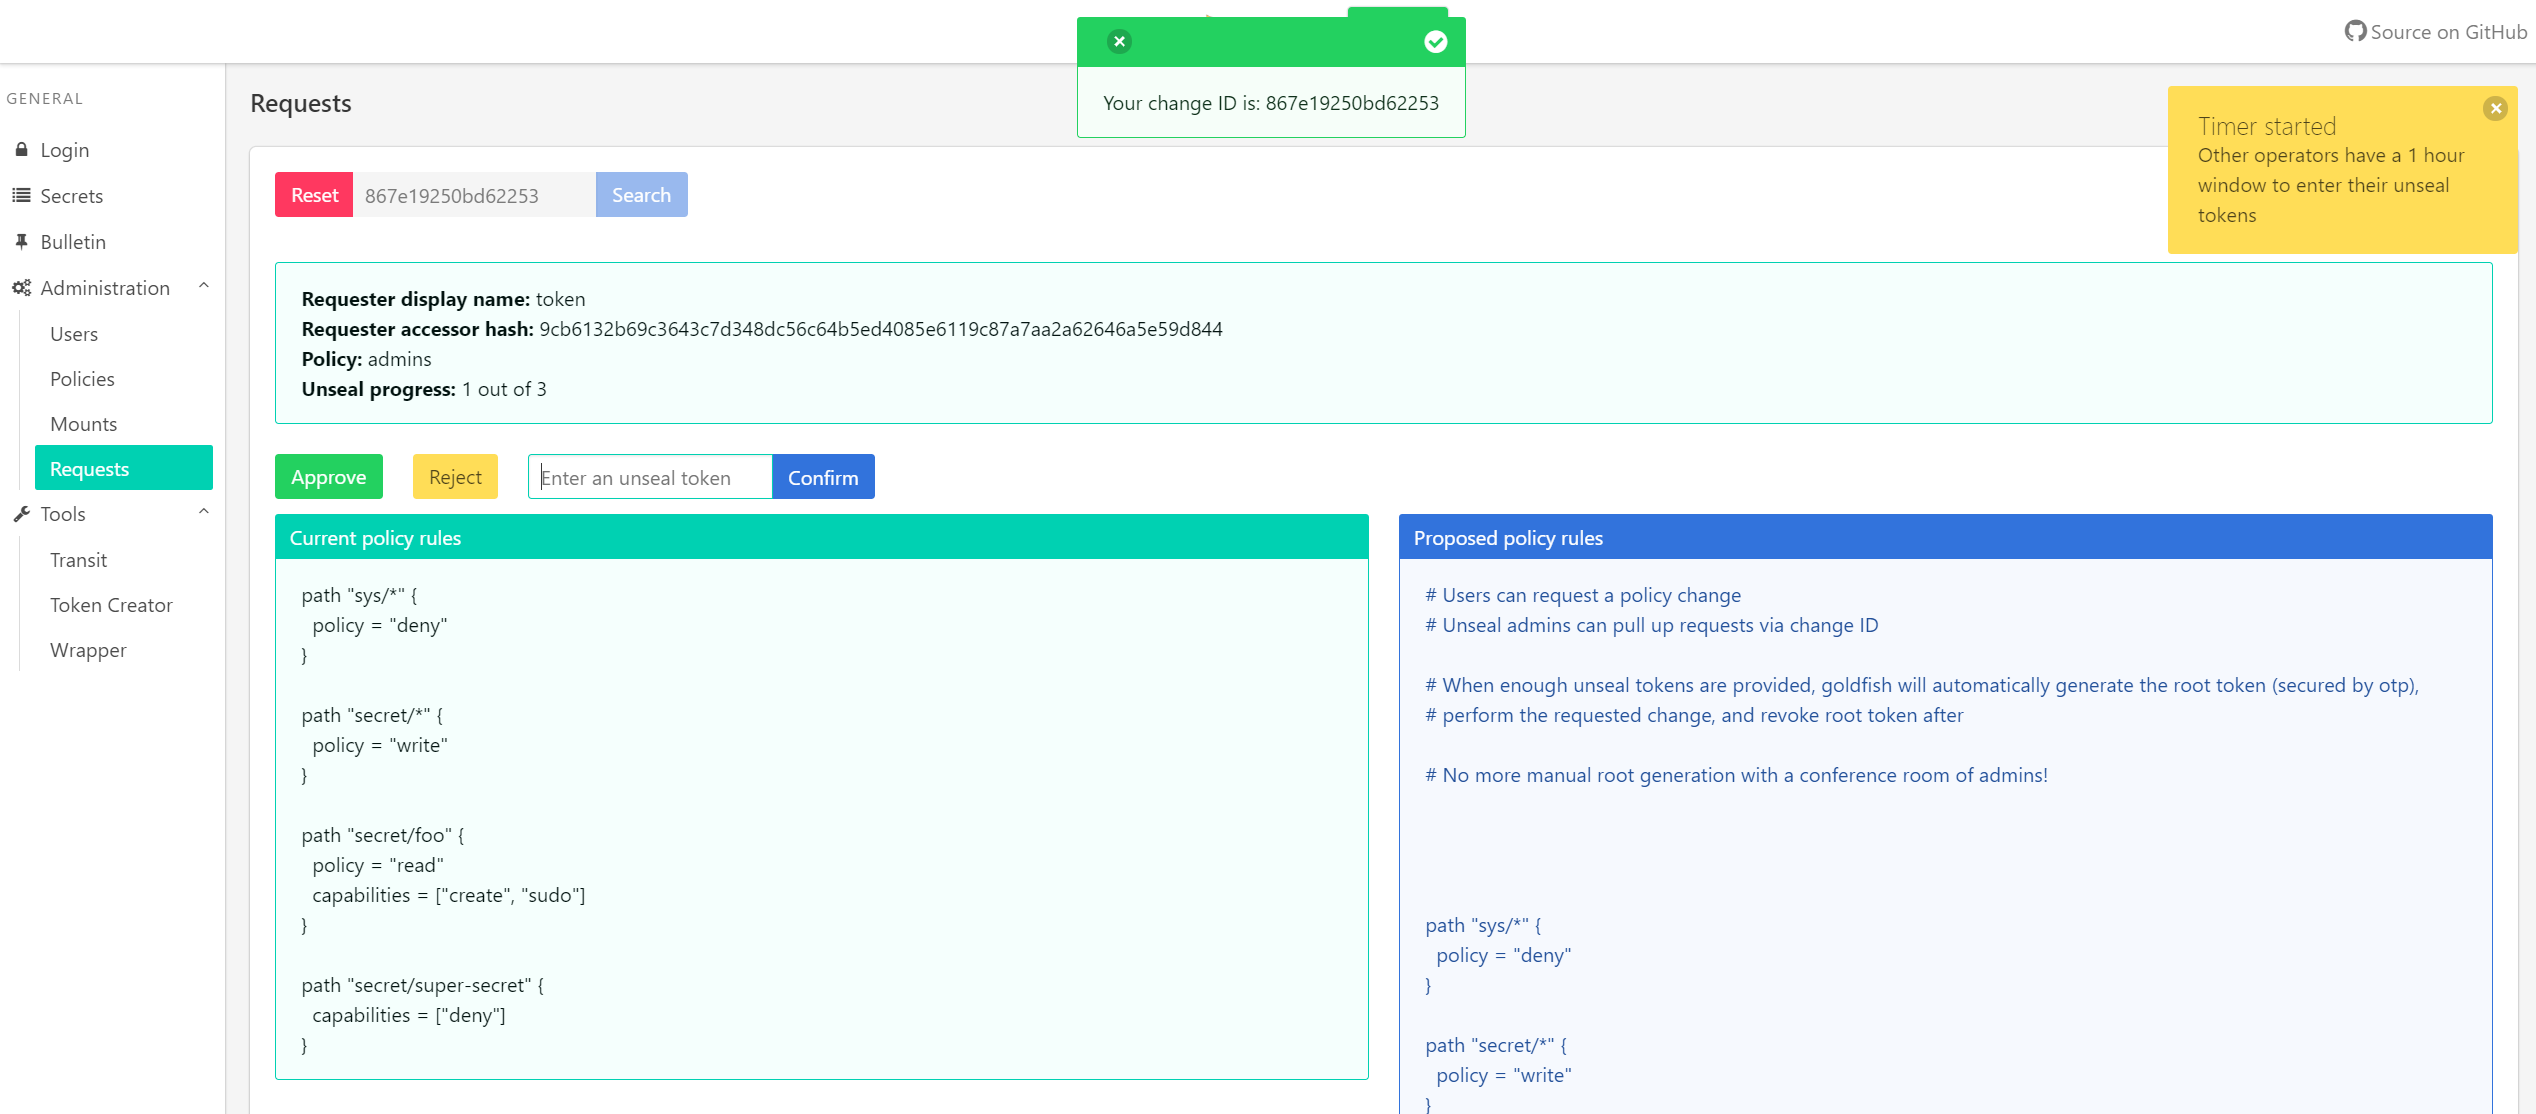 Source on GitHub
Your change ID is: 867e19250bd62253
Timer started
Other operators have a 1 hour
window to enter their unseal
tokens
GENERAL
Login
Secrets
Bulletin
Administration
Users
Policies
Mounts
Requests
Tools
Transit
Token Creator
Wrapper
Requests
Reset 867e19250bd62253 Search
Requester display name: token
Requester accessor hash: 9cb6132b69c3643c7d348dc56c64b5ed4085e6119c87a7aa2a62646a5e59d844
Policy: admins
Unseal progress: 1 out of 3
Approve Reject Enter an unseal token Confirm
Current policy rules
path "sys/*" {
policy = "deny"
}
path "secret/*" {
policy = "write"
}
path "secret/foo" {
policy = "read"
capabilities = ["create", "sudo"]
}
path "secret/super-secret" {
capabilities = ["deny"]
}
Proposed policy rules
# Users can request a policy change
# Unseal admins can pull up requests via change ID
# When enough unseal tokens are provided, goldfish will automatically generate the root token (secured by otp),
# perform the requested change, and revoke root token after
# No more manual root generation with a conference room of admins!
path "sys/*" {
policy = "deny"
}
path "secret/*" {
policy = "write"
}